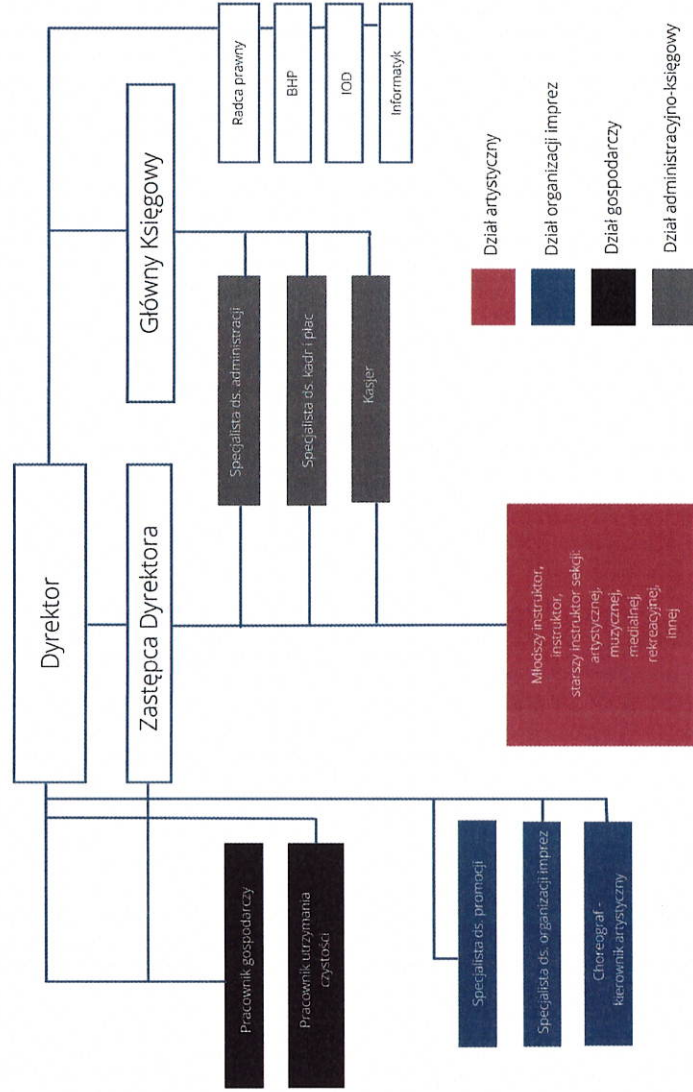 Dyrektor
Zastępca Dyrektora
Główny Księgowy
Radca prawny
BHP
IOD
Informatyk
Specjalista ds. administracji
Specjalista ds. kadr i płac
Kasjer
Pracownik gospodarczy
Pracownik utrzymania
czystości
Specjalista ds. promocji
Specjalista ds. organizacji imprez
Choreograf -
kierownik artystyczny
Młodszy instruktor,
instruktor,
starszy instruktor sekcji:
artystycznej,
muzycznej,
medialnej,
rekreacyjnej,
innej
Dział artystyczny
Dział organizacji imprez
Dział gospodarczy
Dział administracyjno-księgowy